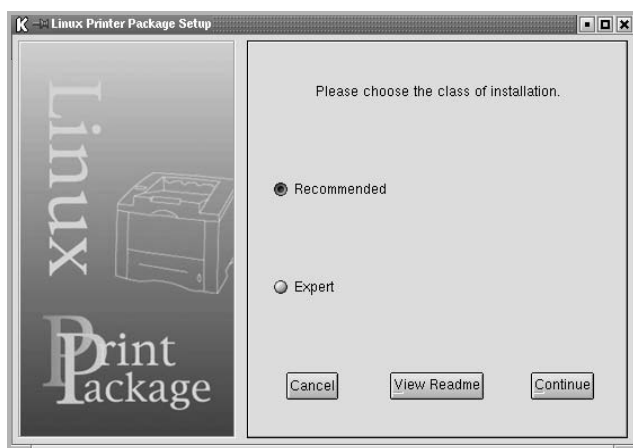 Linux Printer Package Setup
Linux
Print
Package
Please choose the class of installation.
Recommended
Expert
Cancel
View Readme
Continue